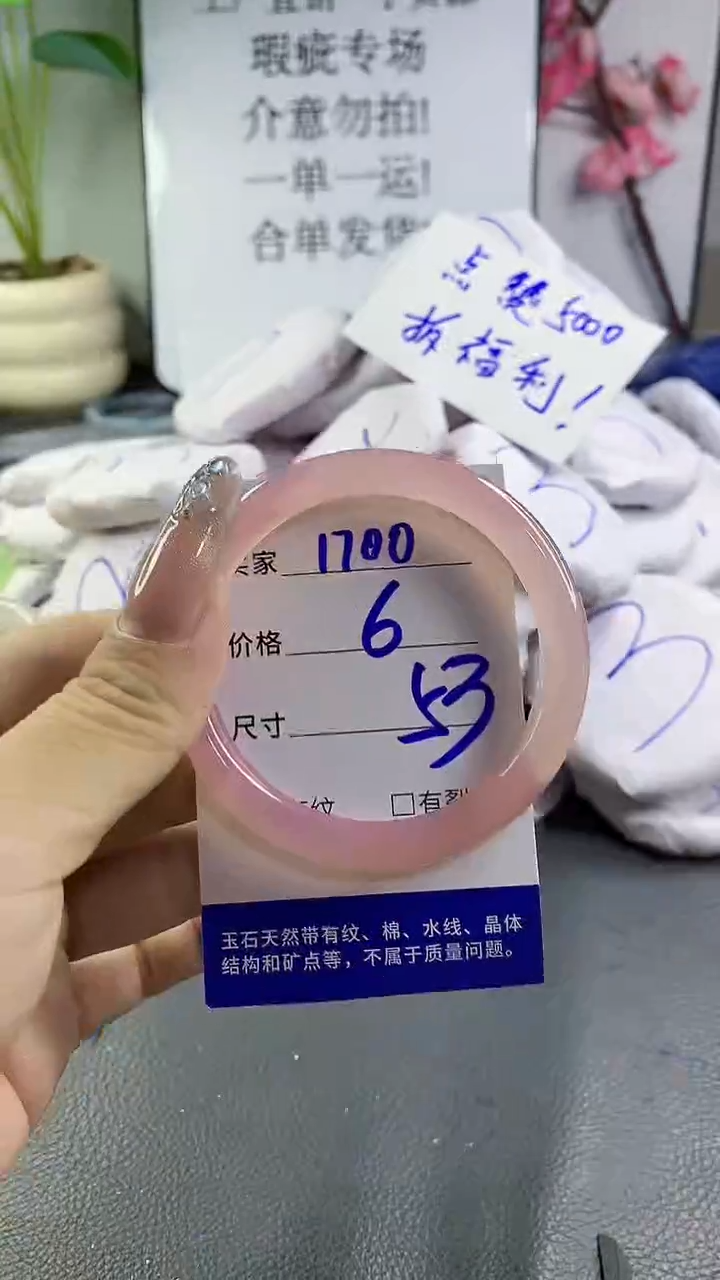 瑕疵专场
介意勿拍!
一单一运!
合单发货
点赞5000
拆福利!
家 1700
价格 6
尺寸 53
纹 □有裂
玉石天然带有纹、棉、水线、晶体
结构和矿点等，不属于质量问题。